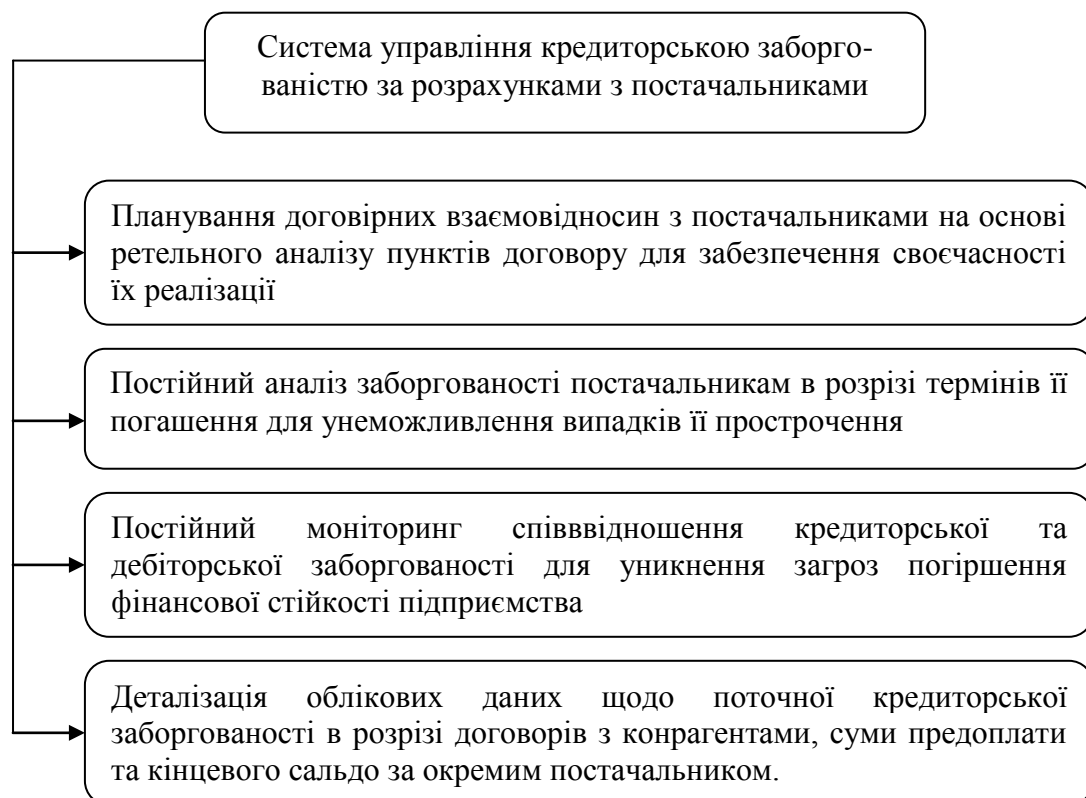 Система управління кредиторською заборго-
ваністю за розрахунками з постачальниками
Планування договірних взаємовідносин з постачальниками на основі
ретельного аналізу пунктів договору для забезпечення своєчасності
їх реалізації
Постійний аналіз заборгованості постачальникам в розрізі термінів її
погашення для унеможливлення випадків її прострочення
Постійний моніторинг співввідношення кредиторської та
дебіторської заборгованості для уникнення загроз погіршення
фінансової стійкості підприємства
Деталізація облікових даних щодо поточної кредиторської
заборгованості в розрізі договорів з конрагентами, суми предоплати
та кінцевого сальдо за окремим постачальником.